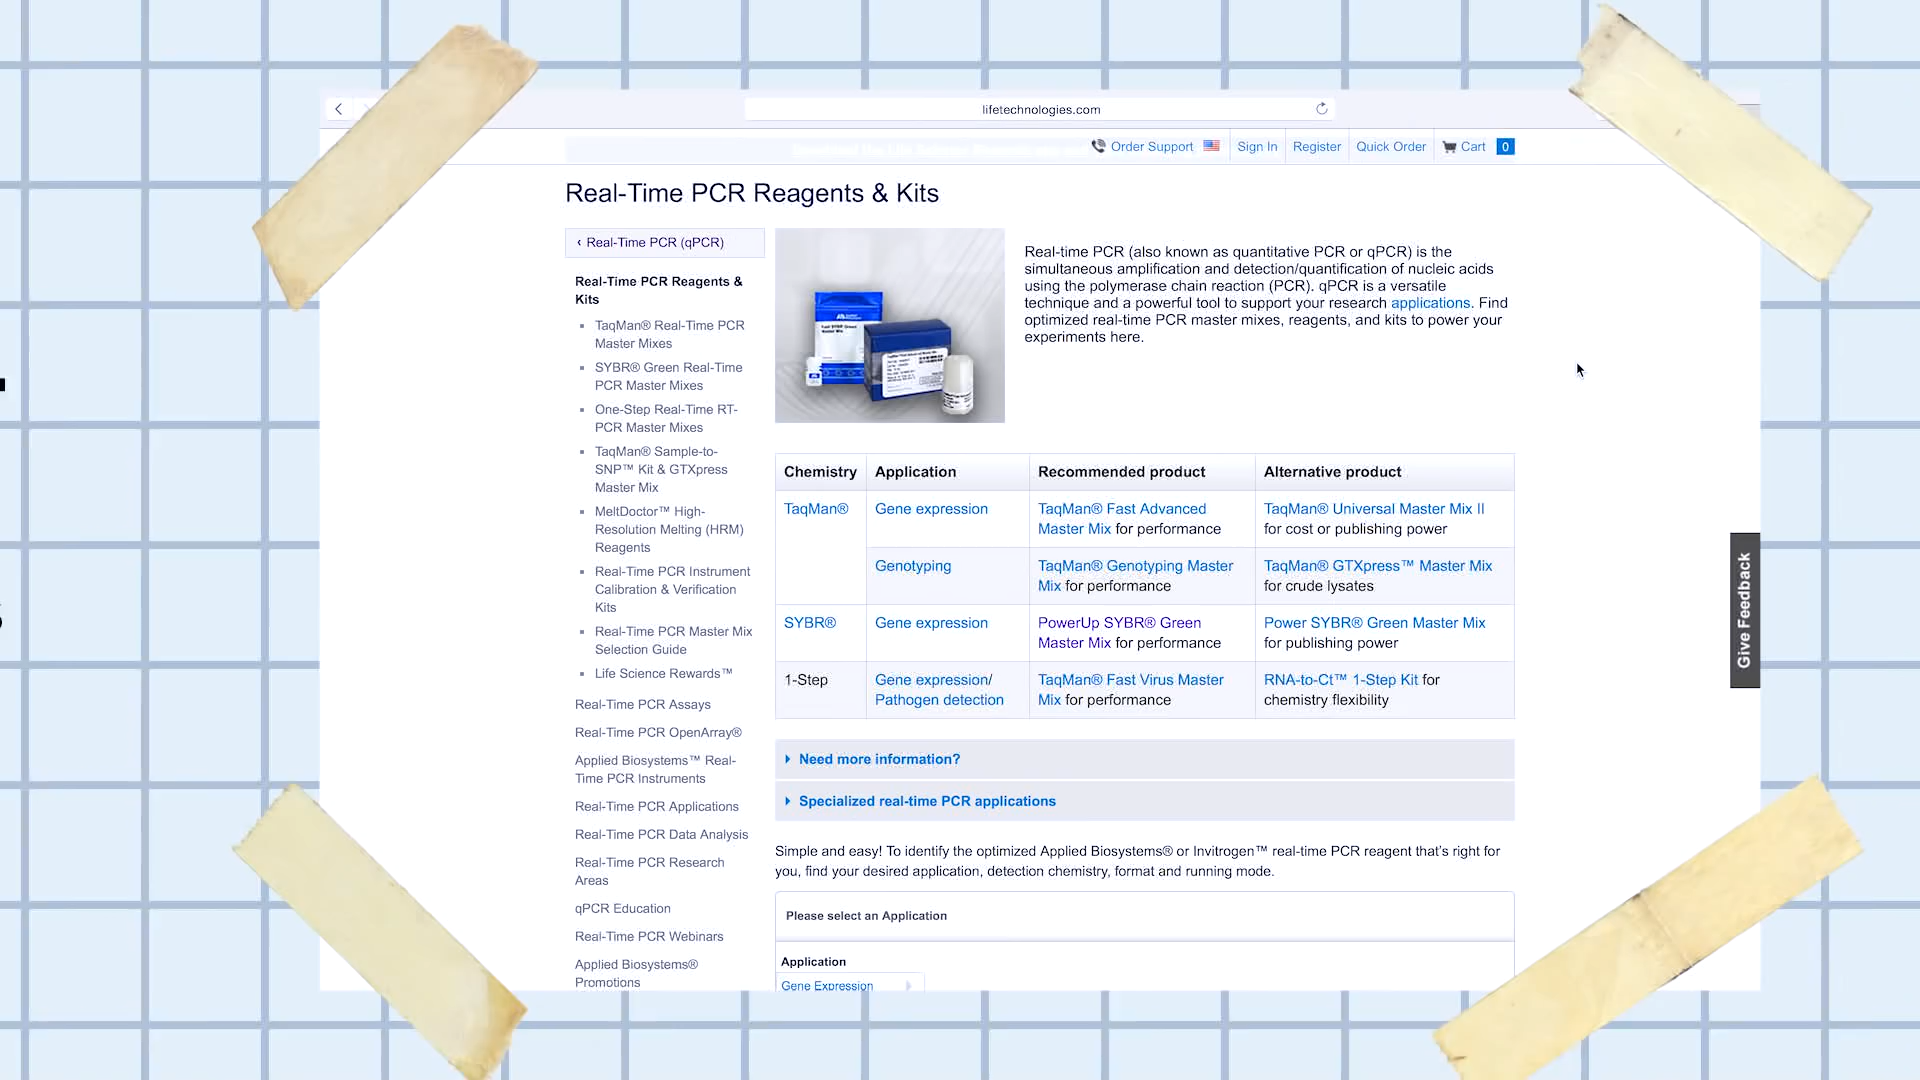 lifetechnologies.com
Order Support
Sign In
Register
Quick Order
Cart
0
Real-Time PCR Reagents & Kits
‹ Real-Time PCR (qPCR)
Real-Time PCR Reagents &
Kits
TaqMan® Real-Time PCR
Master Mixes
SYBR® Green Real-Time
PCR Master Mixes
One-Step Real-Time RT-
PCR Master Mixes
TaqMan® Sample-to-
SNP™ Kit & GTXpress
Master Mix
MeltDoctor™ High-
Resolution Melting (HRM)
Reagents
Real-Time PCR Instrument
Calibration & Verification
Kits
Real-Time PCR Master Mix
Selection Guide
Life Science Rewards™
Real-Time PCR Assays
Real-Time PCR OpenArray®
Applied Biosystems™ Real-
Time PCR Instruments
Real-Time PCR Applications
Real-Time PCR Data Analysis
Real-Time PCR Research
Areas
qPCR Education
Real-Time PCR Webinars
Applied Biosystems®
Promotions
Real-time PCR (also known as quantitative PCR or qPCR) is the
simultaneous amplification and detection/quantification of nucleic acids
using the polymerase chain reaction (PCR). qPCR is a versatile
technique and a powerful tool to support your research applications. Find
optimized real-time PCR master mixes, reagents, and kits to power your
experiments here.
Chemistry Application Recommended product Alternative product
TaqMan® Gene expression TaqMan® Fast Advanced TaqMan® Universal Master Mix II
Master Mix for performance for cost or publishing power
Genotyping TaqMan® Genotyping Master TaqMan® GTXpress™ Master Mix
Mix for performance for crude lysates
SYBR® Gene expression PowerUp SYBR® Green Power SYBR® Green Master Mix
Master Mix for performance for publishing power
1-Step Gene expression/ TaqMan® Fast Virus Master RNA-to-Ct™ 1-Step Kit for
Pathogen detection Mix for performance chemistry flexibility
Need more information?
Specialized real-time PCR applications
Simple and easy! To identify the optimized Applied Biosystems® or Invitrogen™ real-time PCR reagent that's right for
you, find your desired application, detection chemistry, format and running mode.
Please select an Application
Application
Gene Expression
Give Feedback